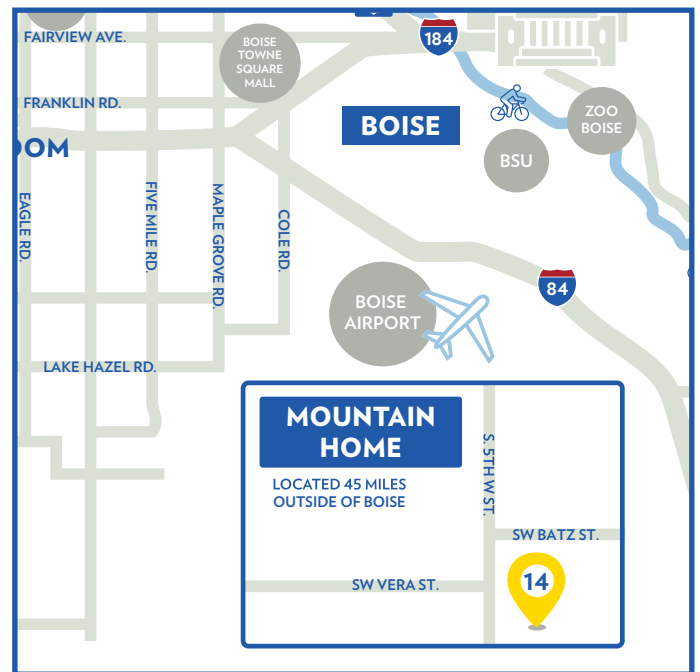 FAIRVIEW AVE.
BOISE
TOWNE
SQUARE
MALL
184
FRANKLIN RD.
BOISE
ZOO
BOISE
OM
BSU
EAGLE RD.
FIVE MILE RD.
MAPLE GROVE RD.
COLE RD.
84
BOISE
AIRPORT
LAKE HAZEL RD.
MOUNTAIN
HOME
LOCATED 45 MILES
OUTSIDE OF BOISE
S. 5TH W ST.
SW BATZ ST.
SW VERA ST.
14